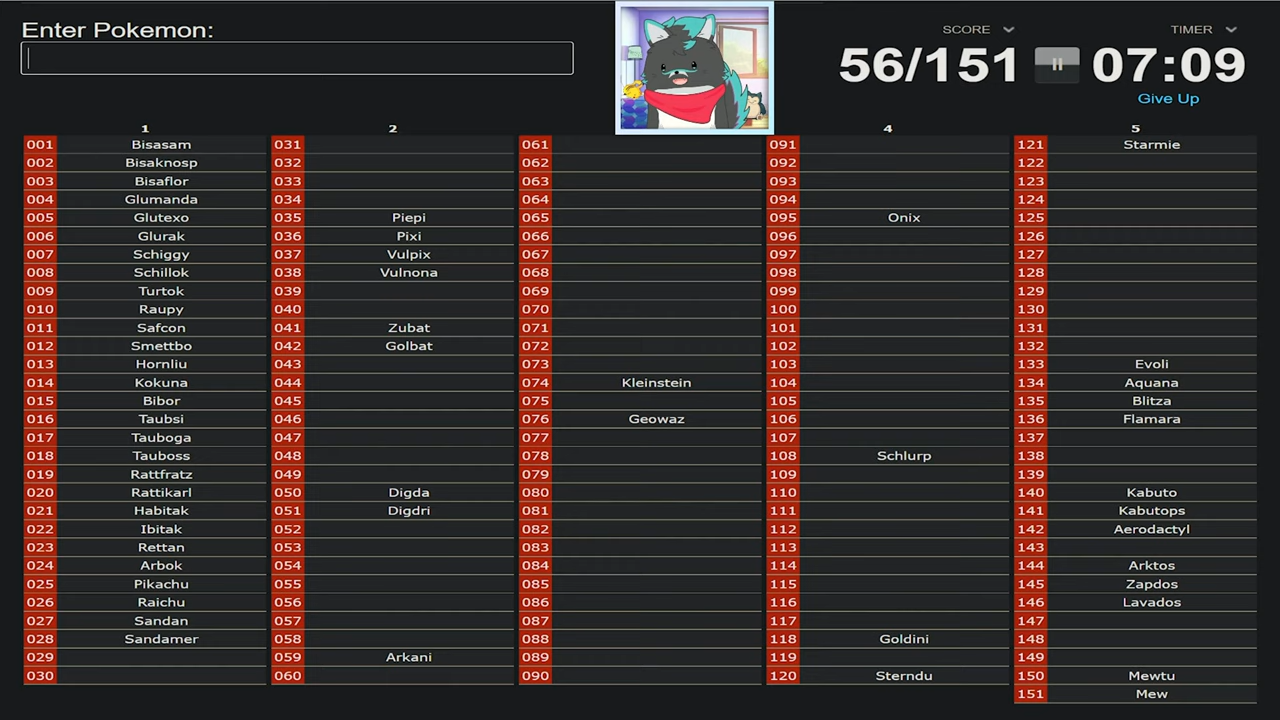 Enter Pokemon:
SCORE
TIMER
56/151
07:09
Give Up
1
2
4
5
001 Bisasam
002 Bisaknosp
003 Bisaflor
004 Glumanda
005 Glutexo
006 Glurak
007 Schiggy
008 Schillok
009 Turtok
010 Raupy
011 Safcon
012 Smettbo
013 Hornliu
014 Kokuna
015 Bibor
016 Taubsi
017 Tauboga
018 Tauboss
019 Rattfratz
020 Rattikarl
021 Habitak
022 Ibitak
023 Rettan
024 Arbok
025 Pikachu
026 Raichu
027 Sandan
028 Sandamer
029
030
031
032
033
034
035 Piepi
036 Pixi
037 Vulpix
038 Vulnona
039
040
041 Zubat
042 Golbat
043
044
045
046
047
048
049
050 Digda
051 Digdri
052
053
054
055
056
057
058
059 Arkani
060
061
062
063
064
065
066
067
068
069
070
071
072
073
074 Kleinstein
075
076 Geowaz
077
078
079
080
081
082
083
084
085
086
087
088
089
090
091
092
093
094
095 Onix
096
097
098
099
100
101
102
103
104
105
106
107
108 Schlurp
109
110
111
112
113
114
115
116
117
118 Goldini
119
120 Sterndu
121 Starmie
122
123
124
125
126
127
128
129
130
131
132
133 Evoli
134 Aquana
135 Blitza
136 Flamara
137
138
139
140 Kabuto
141 Kabutops
142 Aerodactyl
143
144 Arktos
145 Zapdos
146 Lavados
147
148
149
150 Mewtu
151 Mew